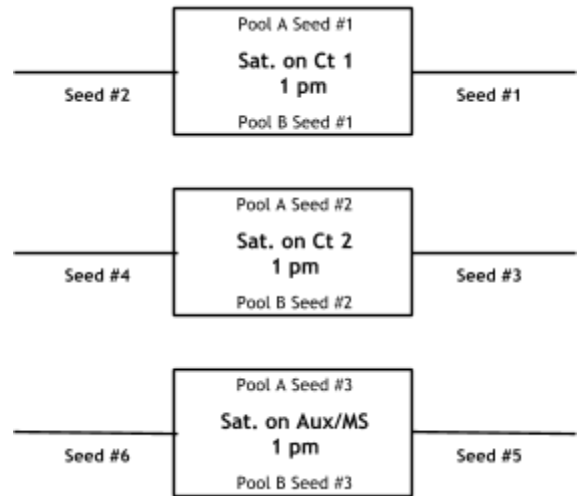 Pool A Seed #1
Sat. on Ct 1
1 pm
Seed #2
Seed #1
Pool B Seed #1
Pool A Seed #2
Sat. on Ct 2
1 pm
Seed #4
Seed #3
Pool B Seed #2
Pool A Seed #3
Sat. on Aux/MS
1 pm
Seed #6
Seed #5
Pool B Seed #3